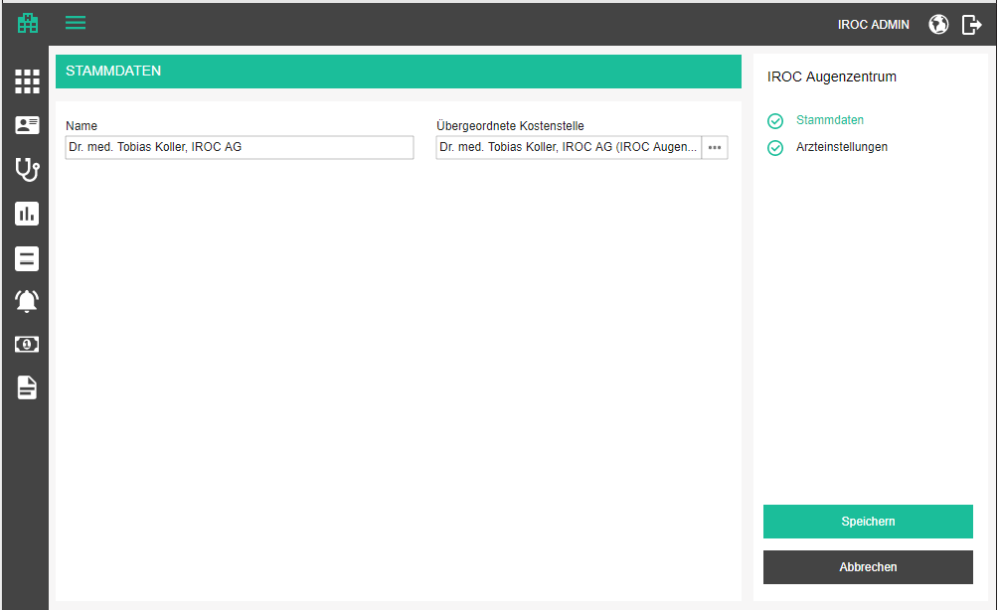 IROC ADMIN
STAMMDATEN
Name
Dr. med. Tobias Koller, IROC AG
Übergeordnete Kostenstelle
Dr. med. Tobias Koller, IROC AG (IROC Augen...
IROC Augenzentrum
Stammdaten
Arzteinstellungen
Speichern
Abbrechen